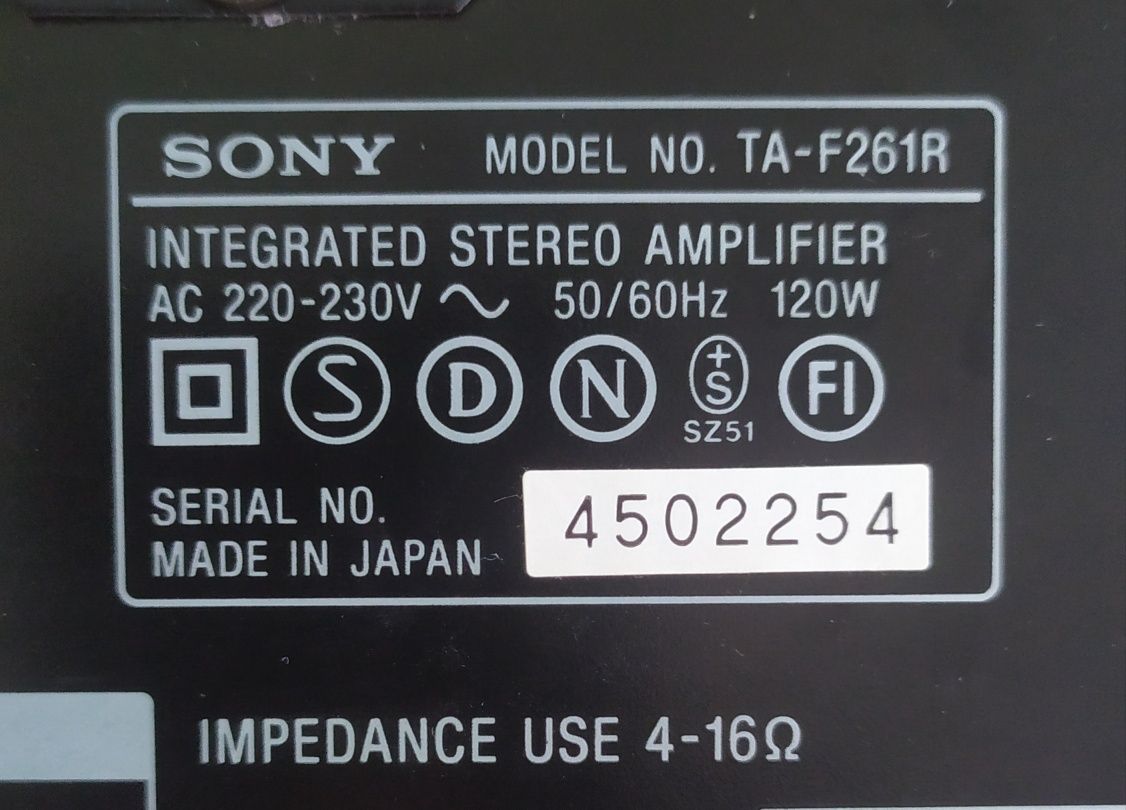 SONY MODEL NO. TA-F261R
INTEGRATED STEREO AMPLIFIER
AC 220-230V ~ 50/60Hz 120W
S D N +S FI
SZ51
SERIAL NO. 4502254
MADE IN JAPAN
IMPEDANCE USE 4-16Ω